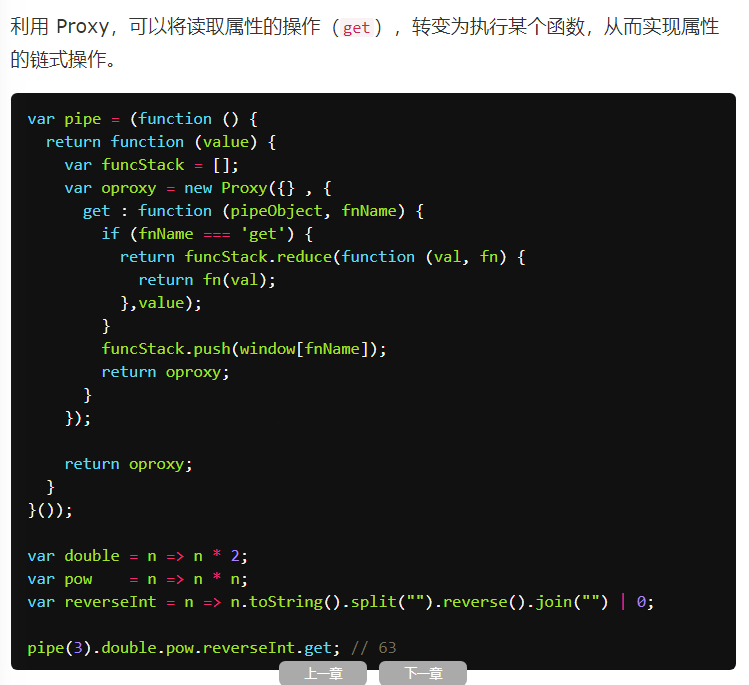 利用 Proxy，可以将读取属性的操作（get），转变为执行某个函数，从而实现属性
的链式操作。
var pipe = (function () {
  return function (value) {
    var funcStack = [];
    var oproxy = new Proxy({} , {
      get : function (pipeObject, fnName) {
        if (fnName === 'get') {
          return funcStack.reduce(function (val, fn) {
            return fn(val);
          },value);
        }
        funcStack.push(window[fnName]);
        return oproxy;
      }
    });

    return oproxy;
  }
}());

var double = n => n * 2;
var pow    = n => n * n;
var reverseInt = n => n.toString().split("").reverse().join("") | 0;

pipe(3).double.pow.reverseInt.get; // 63
上一章 下一章